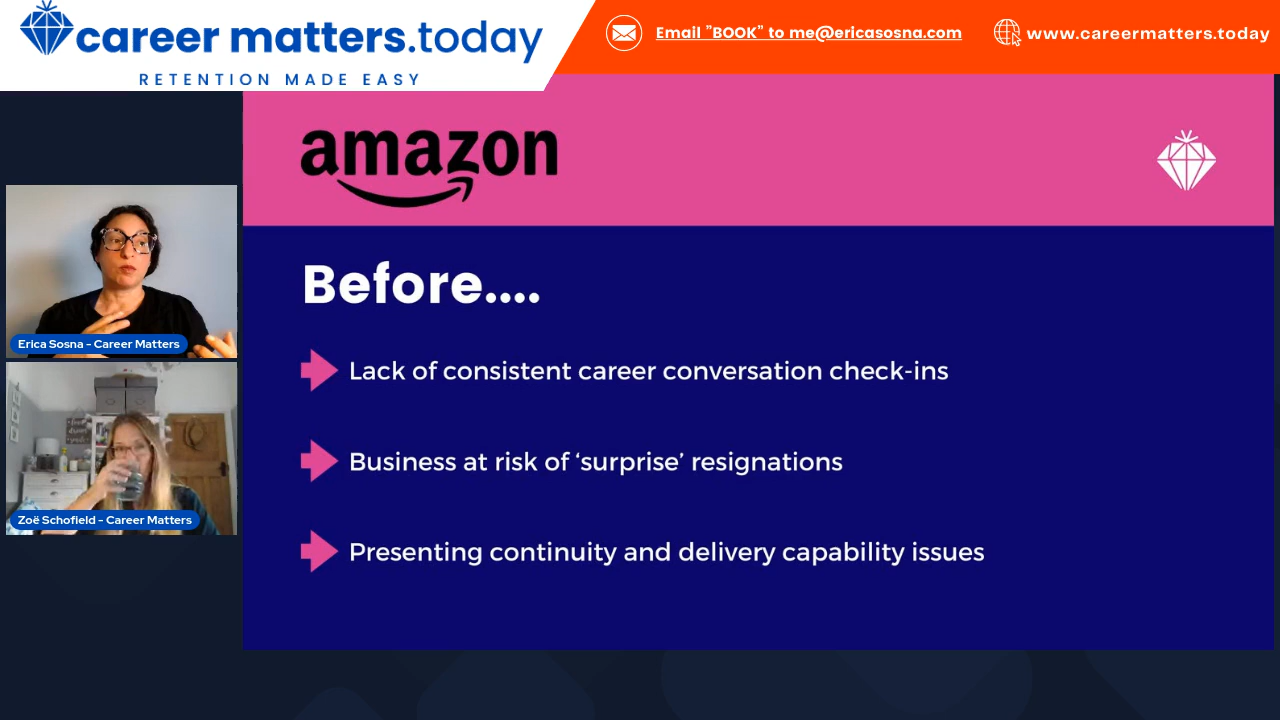 career matters.today
RETENTION MADE EASY
Email ”BOOK” to me@ericasosna.com
www.careermatters.today
amazon
Before....
Lack of consistent career conversation check-ins
Business at risk of ‘surprise’ resignations
Presenting continuity and delivery capability issues
Erica Sosna - Career Matters
Zoë Schofield - Career Matters